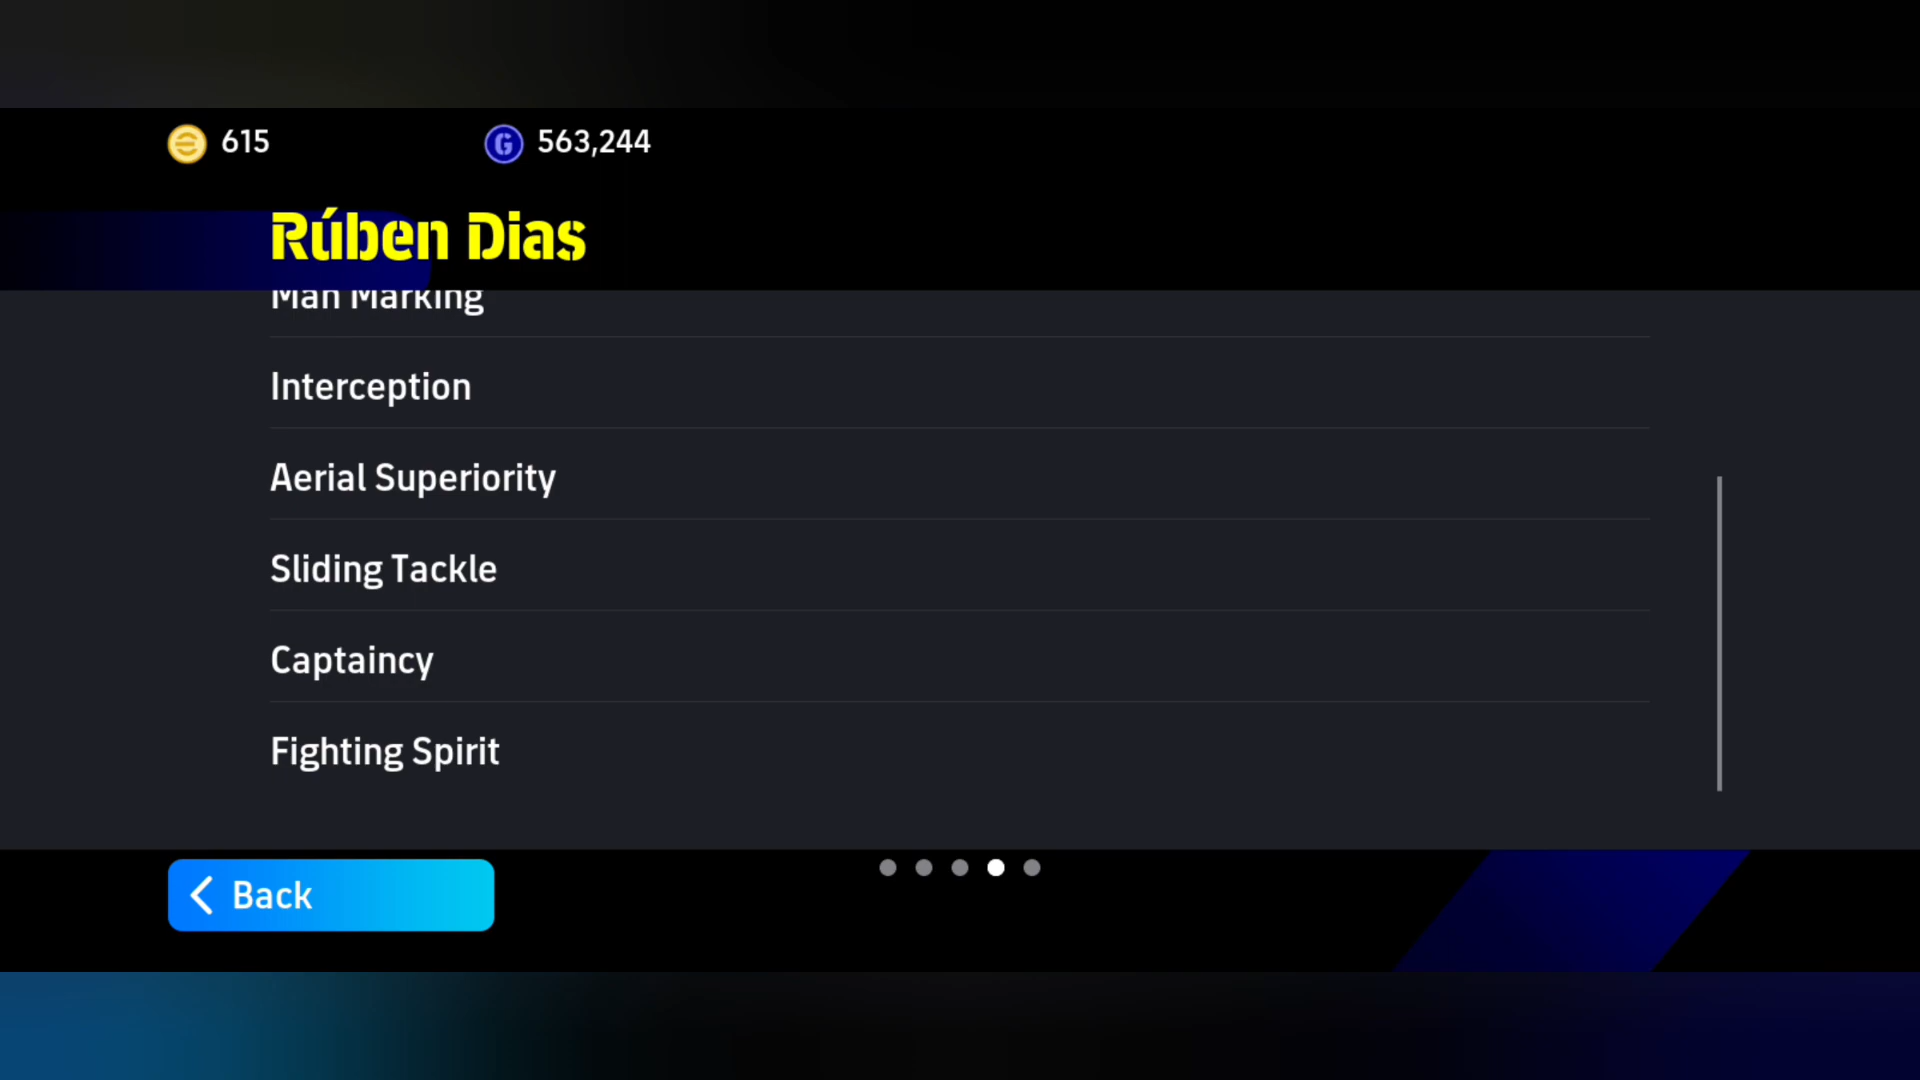 615
G 563,244
Rúben Dias
Man Marking
Interception
Aerial Superiority
Sliding Tackle
Captaincy
Fighting Spirit
Back